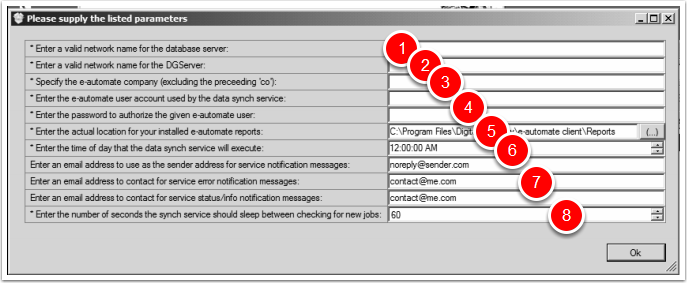 Please supply the listed parameters
* Enter a valid network name for the database server:
1
* Enter a valid network name for the DGServer:
2
* Specify the e-automate company (excluding the preceeding 'co'):
3
* Enter the e-automate user account used by the data synch service:
4
* Enter the password to authorize the given e-automate user:
* Enter the actual location for your installed e-automate reports: C:\Program Files\Digi e-automate client\Reports (...)
5
* Enter the time of day that the data synch service will execute: 12:00:00 AM
6
Enter an email address to use as the sender address for service notification messages: noreply@sender.com
Enter an email address to contact for service error notification messages: contact@me.com
7
Enter an email address to contact for service status/info notification messages: contact@me.com
* Enter the number of seconds the synch service should sleep between checking for new jobs: 60
8
Ok